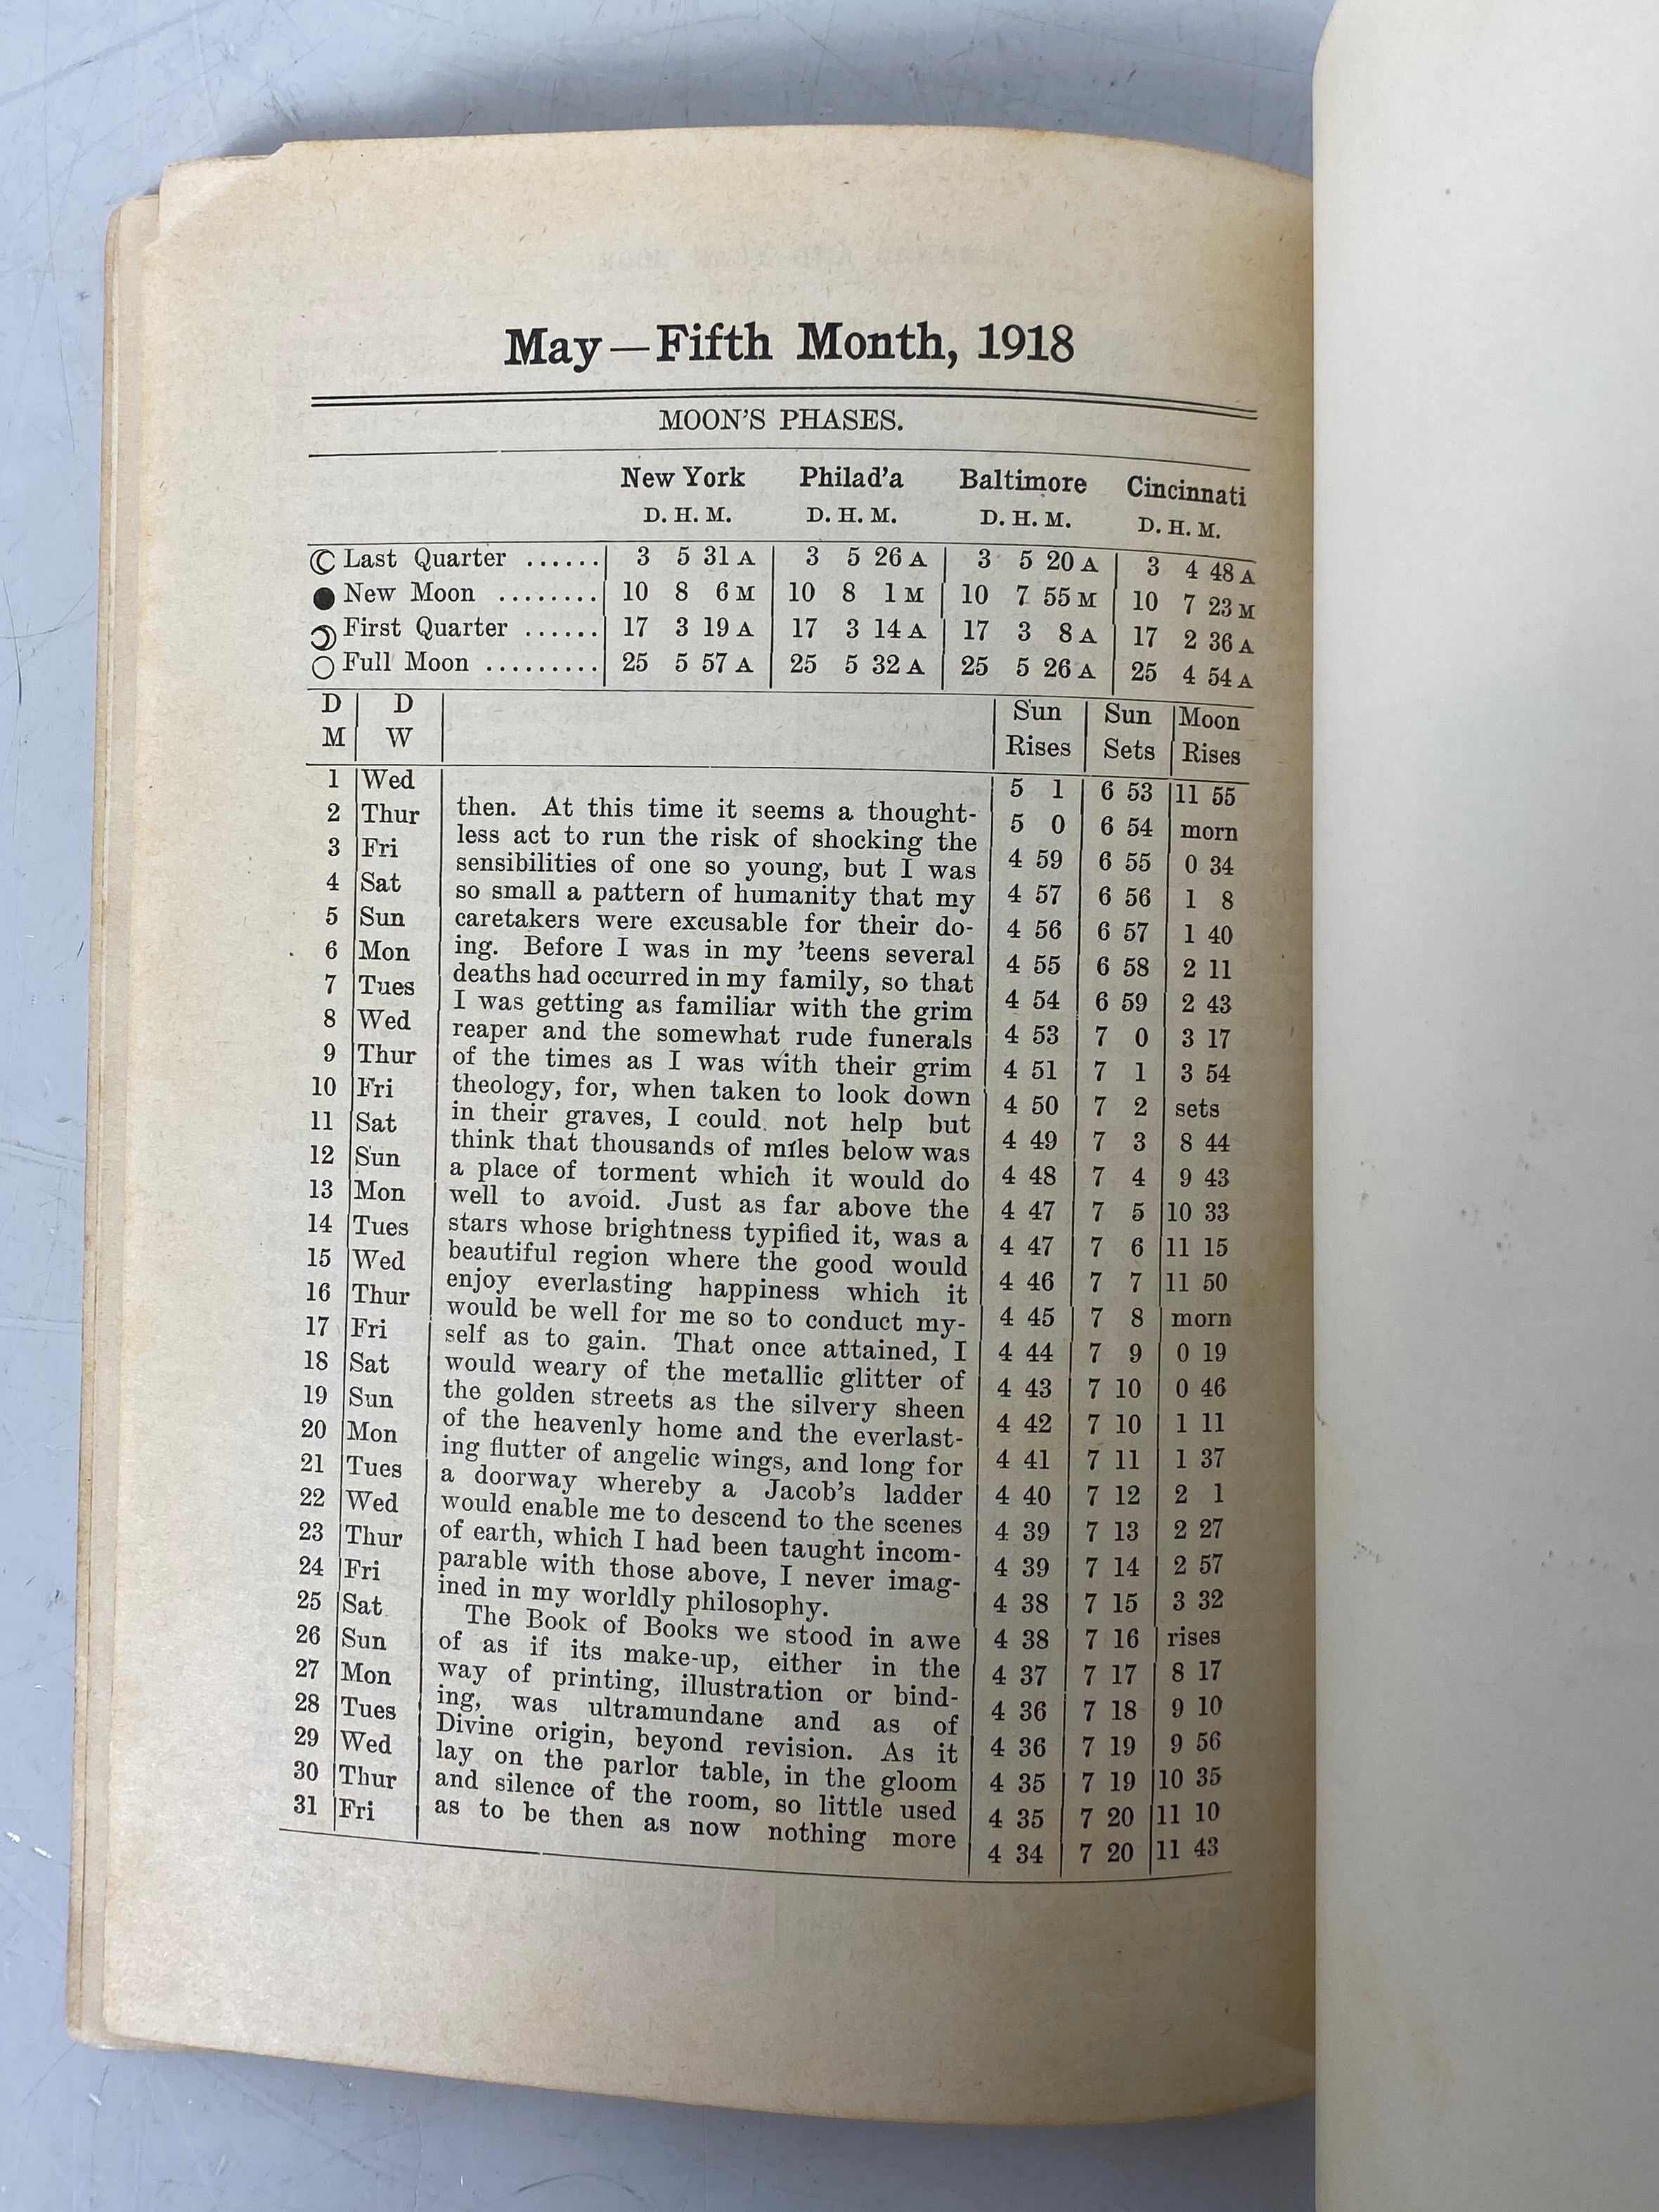 May—Fifth Month, 1918
MOON'S PHASES.
New York Philad'a Baltimore Cincinnati
D. H. M. D. H. M. D. H. M. D. H. M.
Last Quarter ...... 3 5 31 A 3 5 26 A 3 5 20 A 3 4 48 A
New Moon ........ 10 8 6 M 10 8 1 M 10 7 55 M 10 7 23 M
First Quarter ...... 17 3 19 A 17 3 14 A 17 3 8 A 17 2 36 A
Full Moon ......... 25 5 57 A 25 5 32 A 25 5 26 A 25 4 54 A
D D Sun Sun Moon
M W Rises Sets Rises
1 Wed
2 Thur
3 Fri
4 Sat
5 Sun
6 Mon
7 Tues
8 Wed
9 Thur
10 Fri
11 Sat
12 Sun
13 Mon
14 Tues
15 Wed
16 Thur
17 Fri
18 Sat
19 Sun
20 Mon
21 Tues
22 Wed
23 Thur
24 Fri
25 Sat
26 Sun
27 Mon
28 Tues
29 Wed
30 Thur
31 Fri
then. At this time it seems a thought-
less act to run the risk of shocking the
sensibilities of one so young, but I was
so small a pattern of humanity that my
caretakers were excusable for their do-
ing. Before I was in my 'teens several
deaths had occurred in my family, so that
I was getting as familiar with the grim
reaper and the somewhat rude funerals
of the times as I was with their grim
theology, for, when taken to look down
in their graves, I could not help but
think that thousands of miles below was
a place of torment which it would do
well to avoid. Just as far above the
stars whose brightness typified it, was a
beautiful region where the good would
enjoy everlasting happiness which it
would be well for me so to conduct my-
self as to gain. That once attained, I
would weary of the metallic glitter of
the golden streets as the silvery sheen
of the heavenly home and the everlast-
ing flutter of angelic wings, and long for
a doorway whereby a Jacob's ladder
would enable me to descend to the scenes
of earth, which I had been taught incom-
parable with those above, I never imag-
ined in my worldly philosophy.
The Book of Books we stood in awe
of as if its make-up, either in the
way of printing, illustration or bind-
ing, was ultramundane and as of
Divine origin, beyond revision. As it
lay on the parlor table, in the gloom
and silence of the room, so little used
as to be then as now nothing more
5 1 6 53 11 55
5 0 6 54 morn
4 59 6 55 0 34
4 57 6 56 1 8
4 56 6 57 1 40
4 55 6 58 2 11
4 54 6 59 2 43
4 53 7 0 3 17
4 51 7 1 3 54
4 50 7 2 sets
4 49 7 3 8 44
4 48 7 4 9 43
4 47 7 5 10 33
4 47 7 6 11 15
4 46 7 7 11 50
4 45 7 8 morn
4 44 7 9 0 19
4 43 7 10 0 46
4 42 7 10 1 11
4 41 7 11 1 37
4 40 7 12 2 1
4 39 7 13 2 27
4 39 7 14 2 57
4 38 7 15 3 32
4 38 7 16 rises
4 37 7 17 8 17
4 36 7 18 9 10
4 36 7 19 9 56
4 35 7 19 10 35
4 35 7 20 11 10
4 34 7 20 11 43